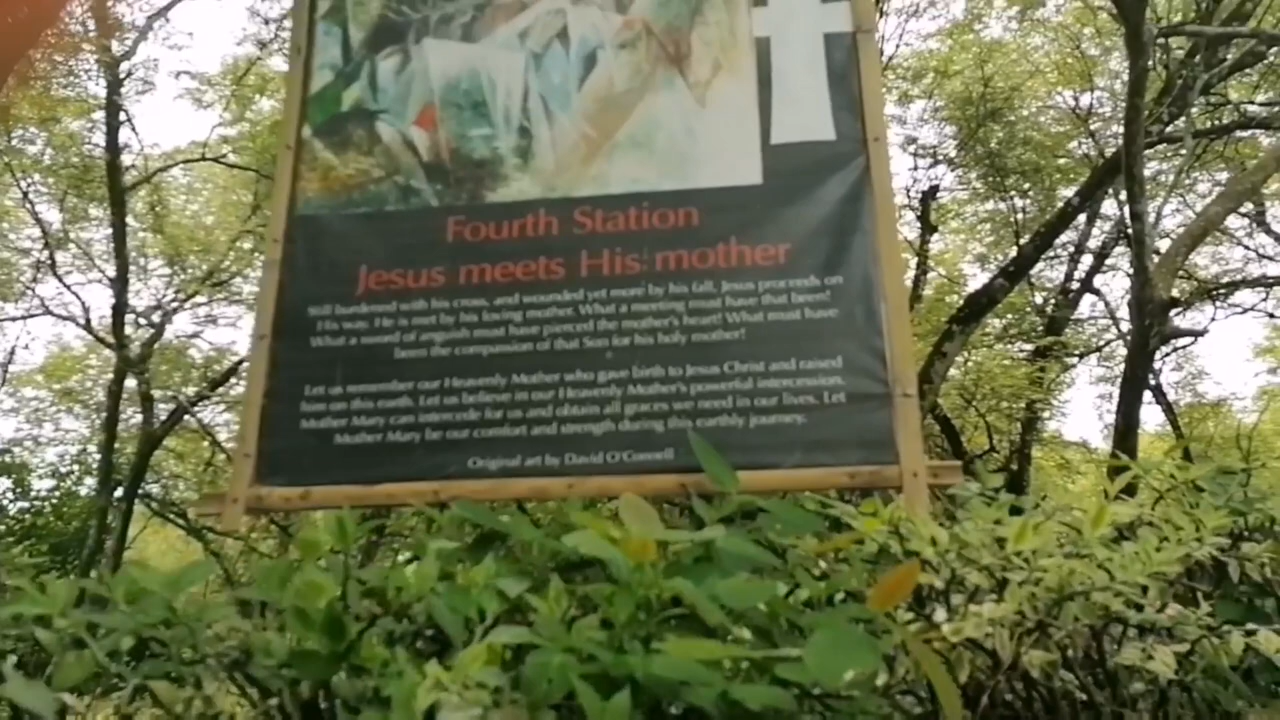 Fourth Station
Jesus meets His mother
Still burdened with his cross, and wounded yet more by his fall, Jesus proceeds on
His way. He is met by his loving mother. What a meeting must have that been!
What a sword of anguish must have pierced the mother's heart! What must have
been the compassion of that Son for his holy mother!
Let us remember our Heavenly Mother who gave birth to Jesus Christ and raised
him on this earth. Let us believe in our Heavenly Mother's powerful intercession.
Mother Mary can intercede for us and obtain all graces we need in our lives. Let
Mother Mary be our comfort and strength during this earthly journey.
Original art by David O'Connell